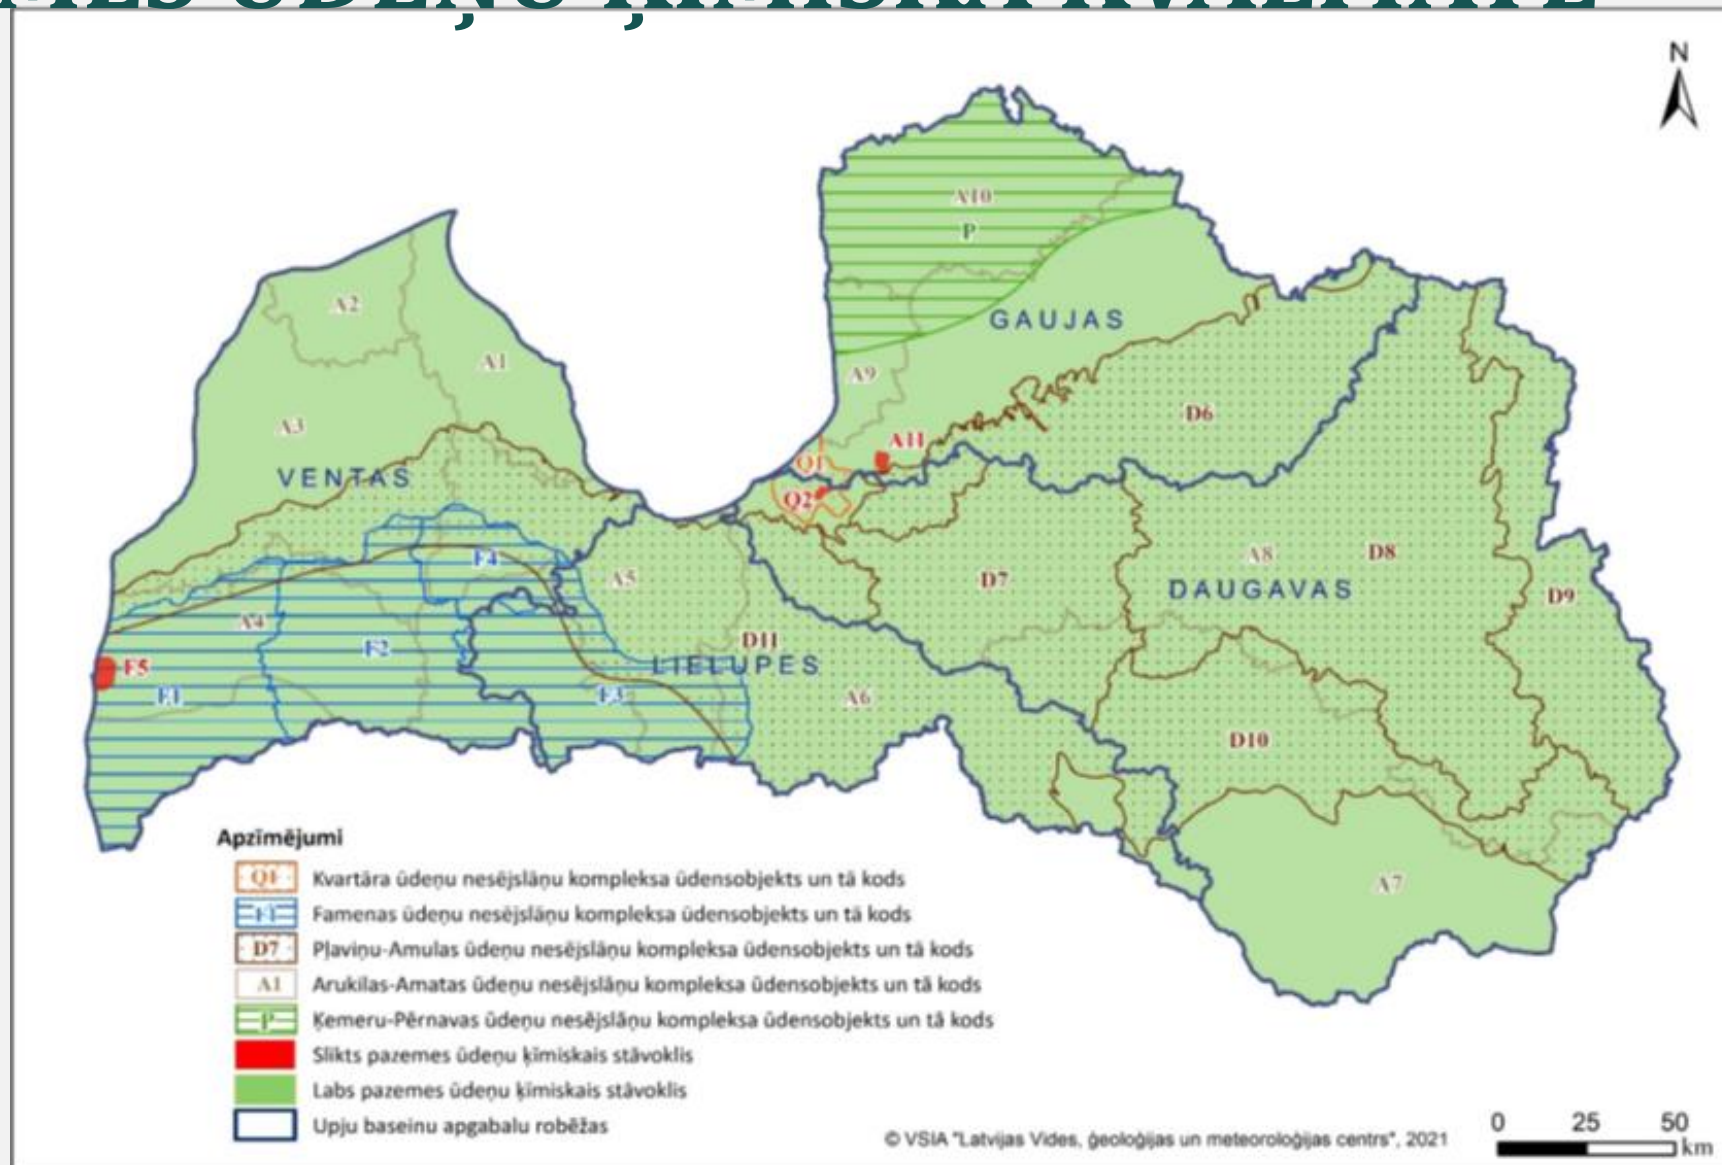 N
A10
P
A2
GAUJAS
A1
A9
D6
A3
A11
Q1
VENTAS
Q2
F4
A8
D8
A5
D7
DAUGAVAS
D9
A4
F2
D11
LIELUPES
F5
F1
F3
A6
D10
A7
Apzīmējumi
Q1 Kvartāra ūdeņu nesējslāņu kompleksa ūdensobjekts un tā kods
F1 Famenas ūdeņu nesējslāņu kompleksa ūdensobjekts un tā kods
D7 Pļaviņu-Amulas ūdeņu nesējslāņu kompleksa ūdensobjekts un tā kods
A1 Arukilas-Amatas ūdeņu nesējslāņu kompleksa ūdensobjekts un tā kods
P Ķemeru-Pērnavas ūdeņu nesējslāņu kompleksa ūdensobjekts un tā kods
Slikts pazemes ūdeņu ķīmiskais stāvoklis
Labs pazemes ūdeņu ķīmiskais stāvoklis
Upju baseinu apgabalu robežas
© VSIA "Latvijas Vides, ģeoloģijas un meteoroloģijas centrs", 2021
0 25 50
km